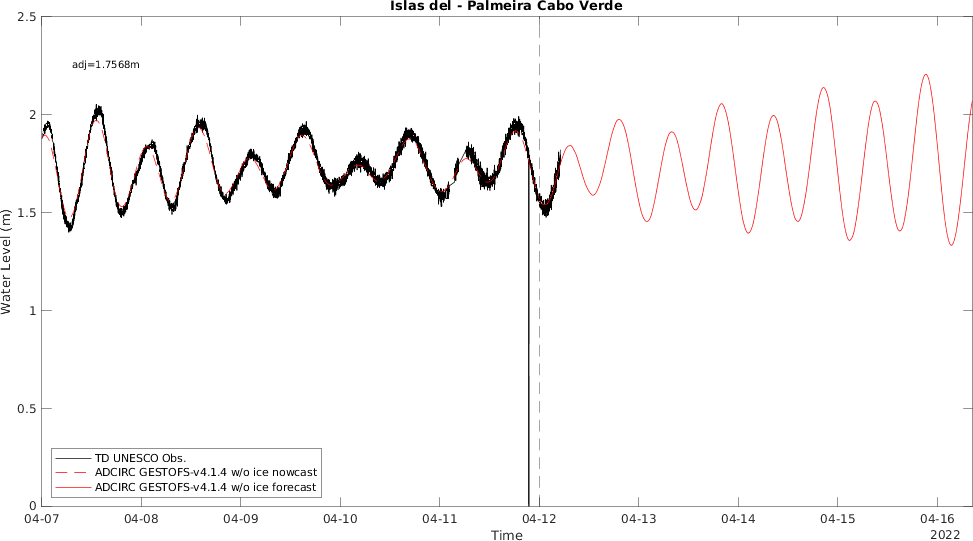 Islas del - Palmeira Cabo Verde
adj=1.7568m
Water Level (m)
2.5
2
1.5
1
0.5
0
TD UNESCO Obs.
ADCIRC GESTOFS-v4.1.4 w/o ice nowcast
ADCIRC GESTOFS-v4.1.4 w/o ice forecast
04-07 04-08 04-09 04-10 04-11 04-12 04-13 04-14 04-15 04-16
Time
2022